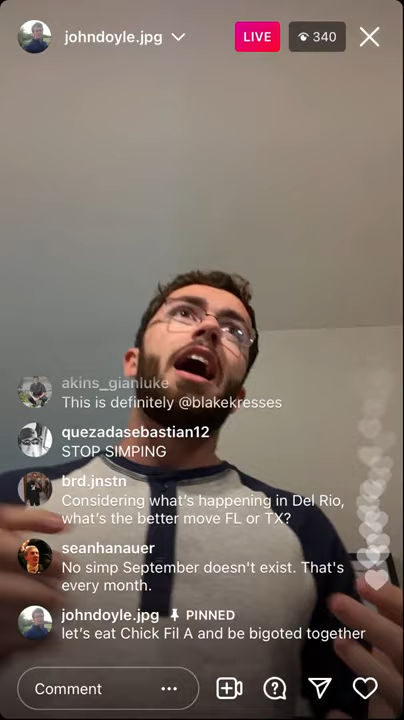 johndoyle.jpg
LIVE
340
akins_gianluke
This is definitely @blakekresses
quezadasebastian12
STOP SIMPING
brd.jnstn
Considering what's happening in Del Rio,
what's the better move FL or TX?
seanhanauer
No simp September doesn't exist. That's
every month.
johndoyle.jpg PINNED
let's eat Chick Fil A and be bigoted together
Comment